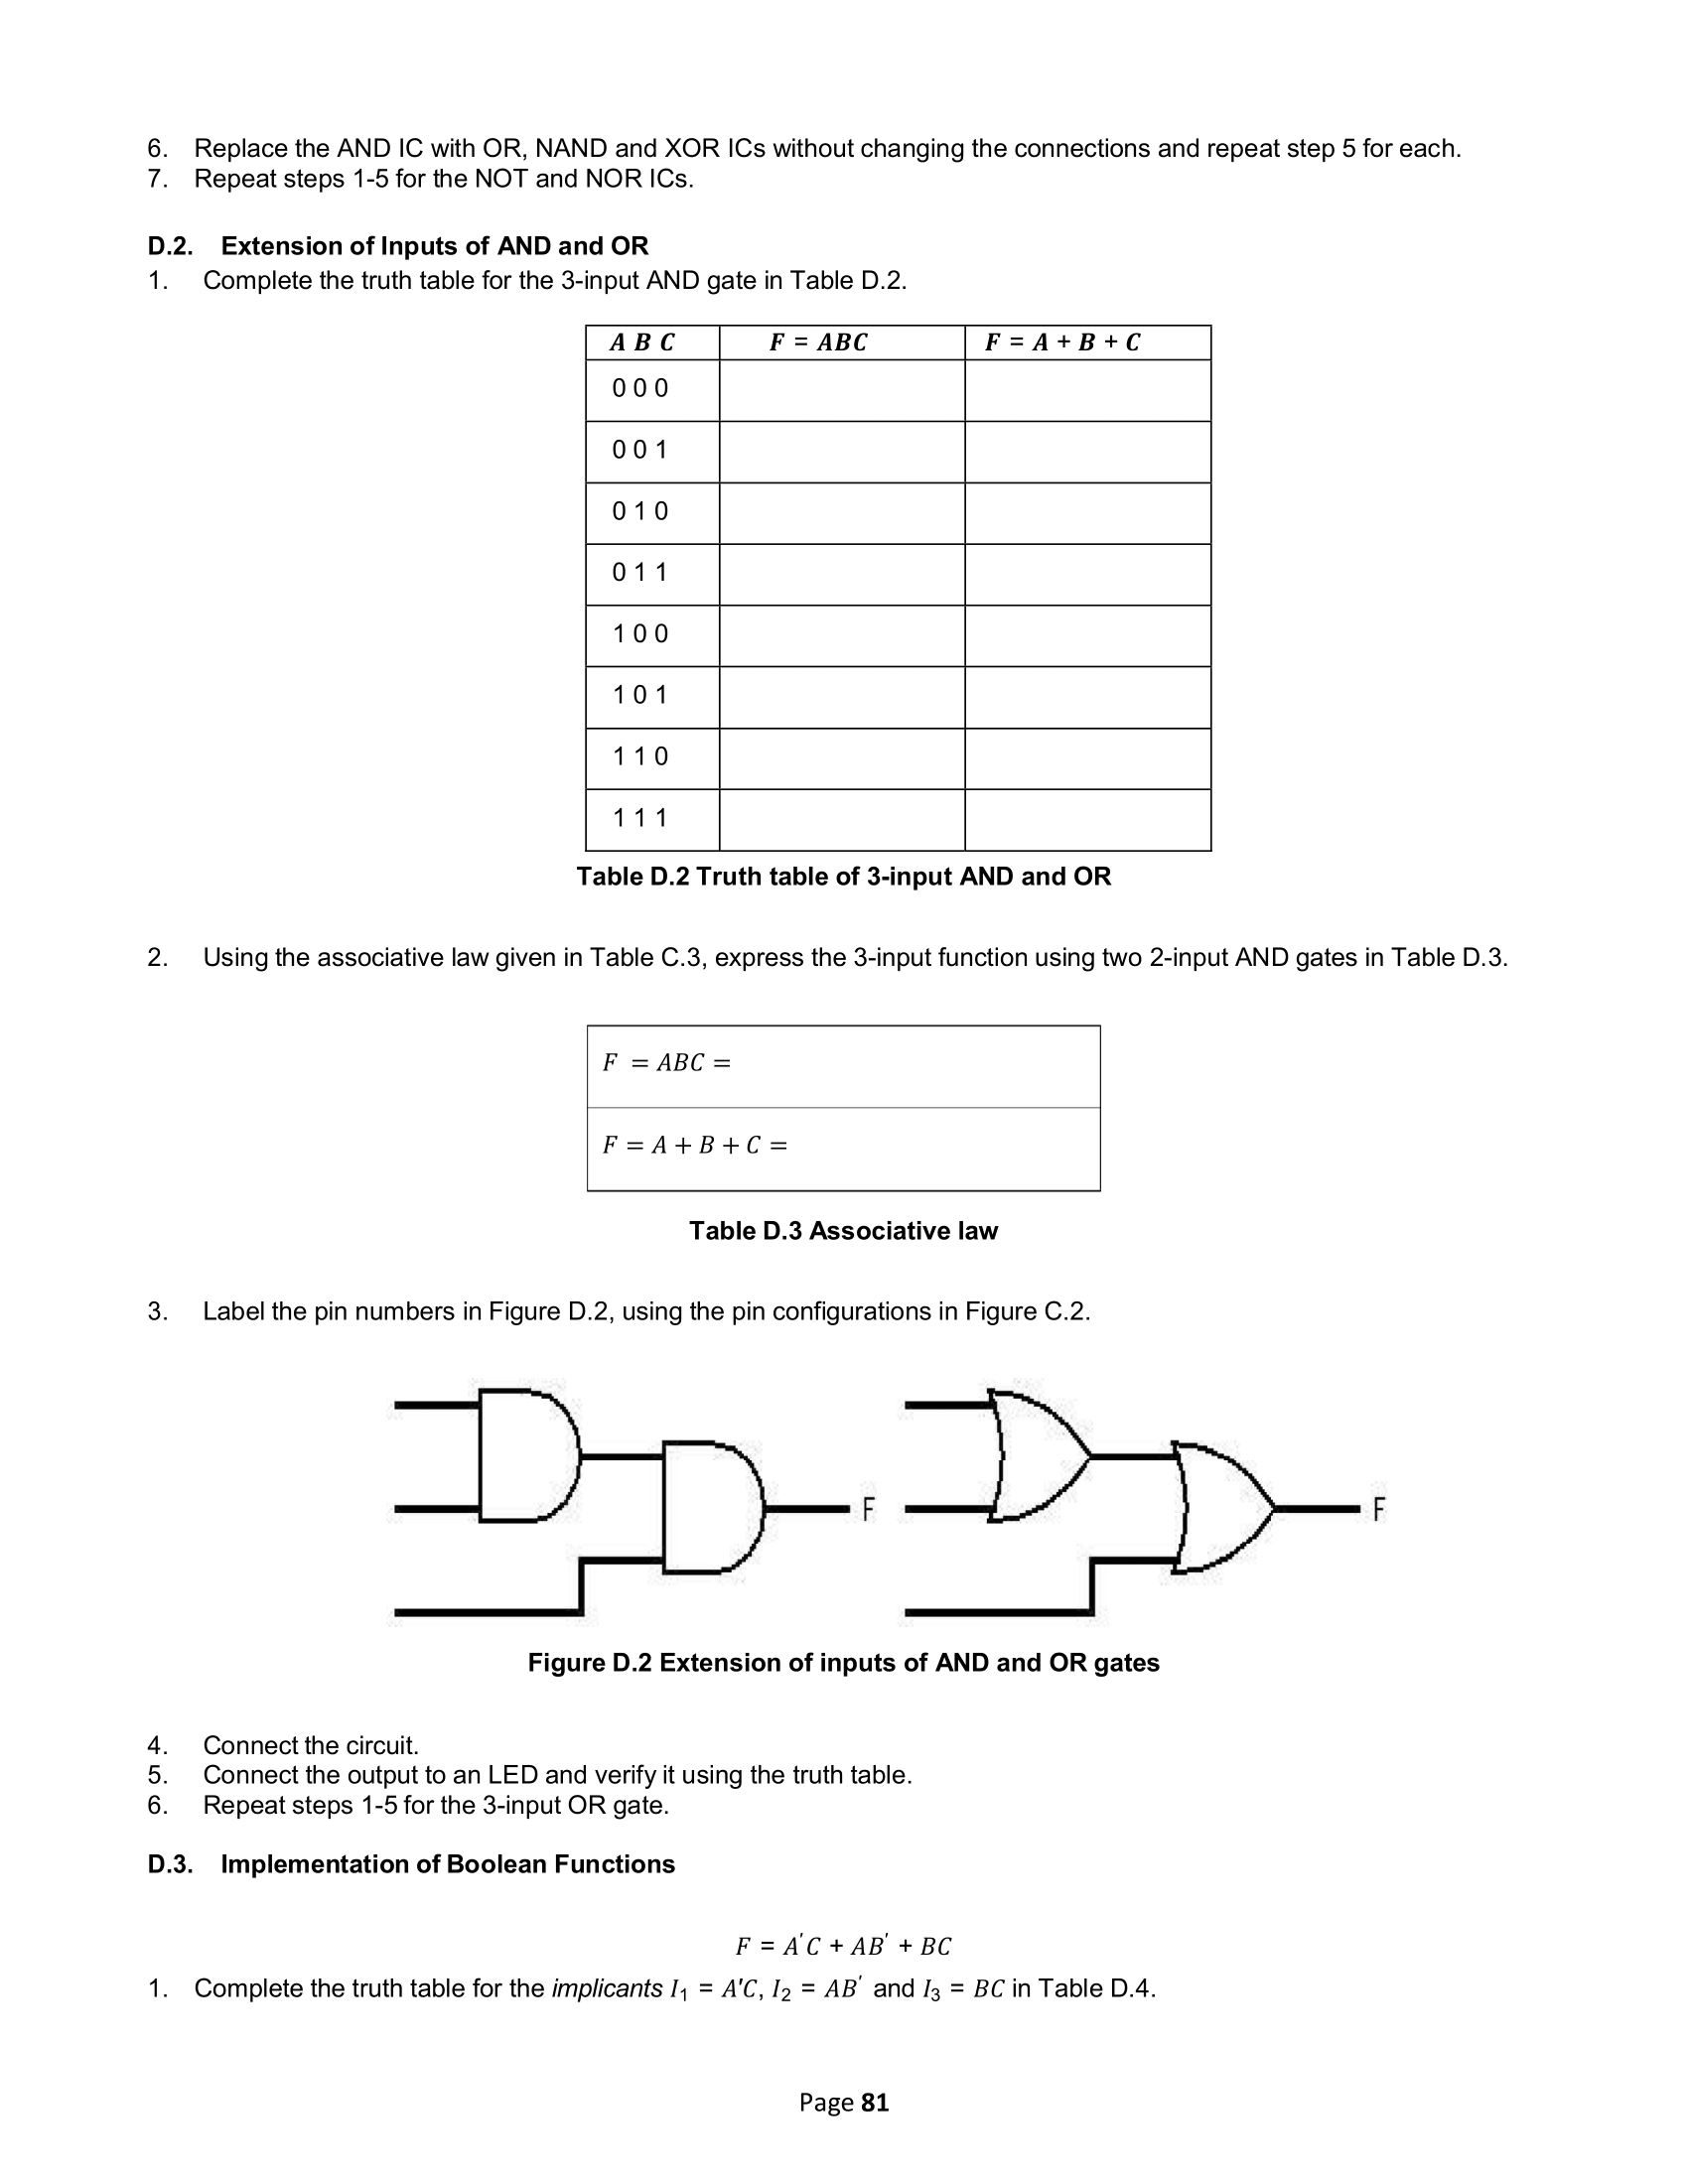 6. Replace the AND IC with OR, NAND and XOR ICs without changing the connections and repeat step 5 for each.
7. Repeat steps 1-5 for the NOT and NOR ICs.
D.2. Extension of Inputs of AND and OR
1. Complete the truth table for the 3-input AND gate in Table D.2.
A B C F = ABC F = A + B + C
0 0 0
0 0 1
0 1 0
0 1 1
1 0 0
1 0 1
1 1 0
1 1 1
Table D.2 Truth table of 3-input AND and OR
2. Using the associative law given in Table C.3, express the 3-input function using two 2-input AND gates in Table D.3.
F = ABC =
F = A + B + C =
Table D.3 Associative law
3. Label the pin numbers in Figure D.2, using the pin configurations in Figure C.2.
F F
Figure D.2 Extension of inputs of AND and OR gates
4. Connect the circuit.
5. Connect the output to an LED and verify it using the truth table.
6. Repeat steps 1-5 for the 3-input OR gate.
D.3. Implementation of Boolean Functions
F = A′C + AB′ + BC
1. Complete the truth table for the implicants I₁ = A′C, I₂ = AB′ and I₃ = BC in Table D.4.
Page 81